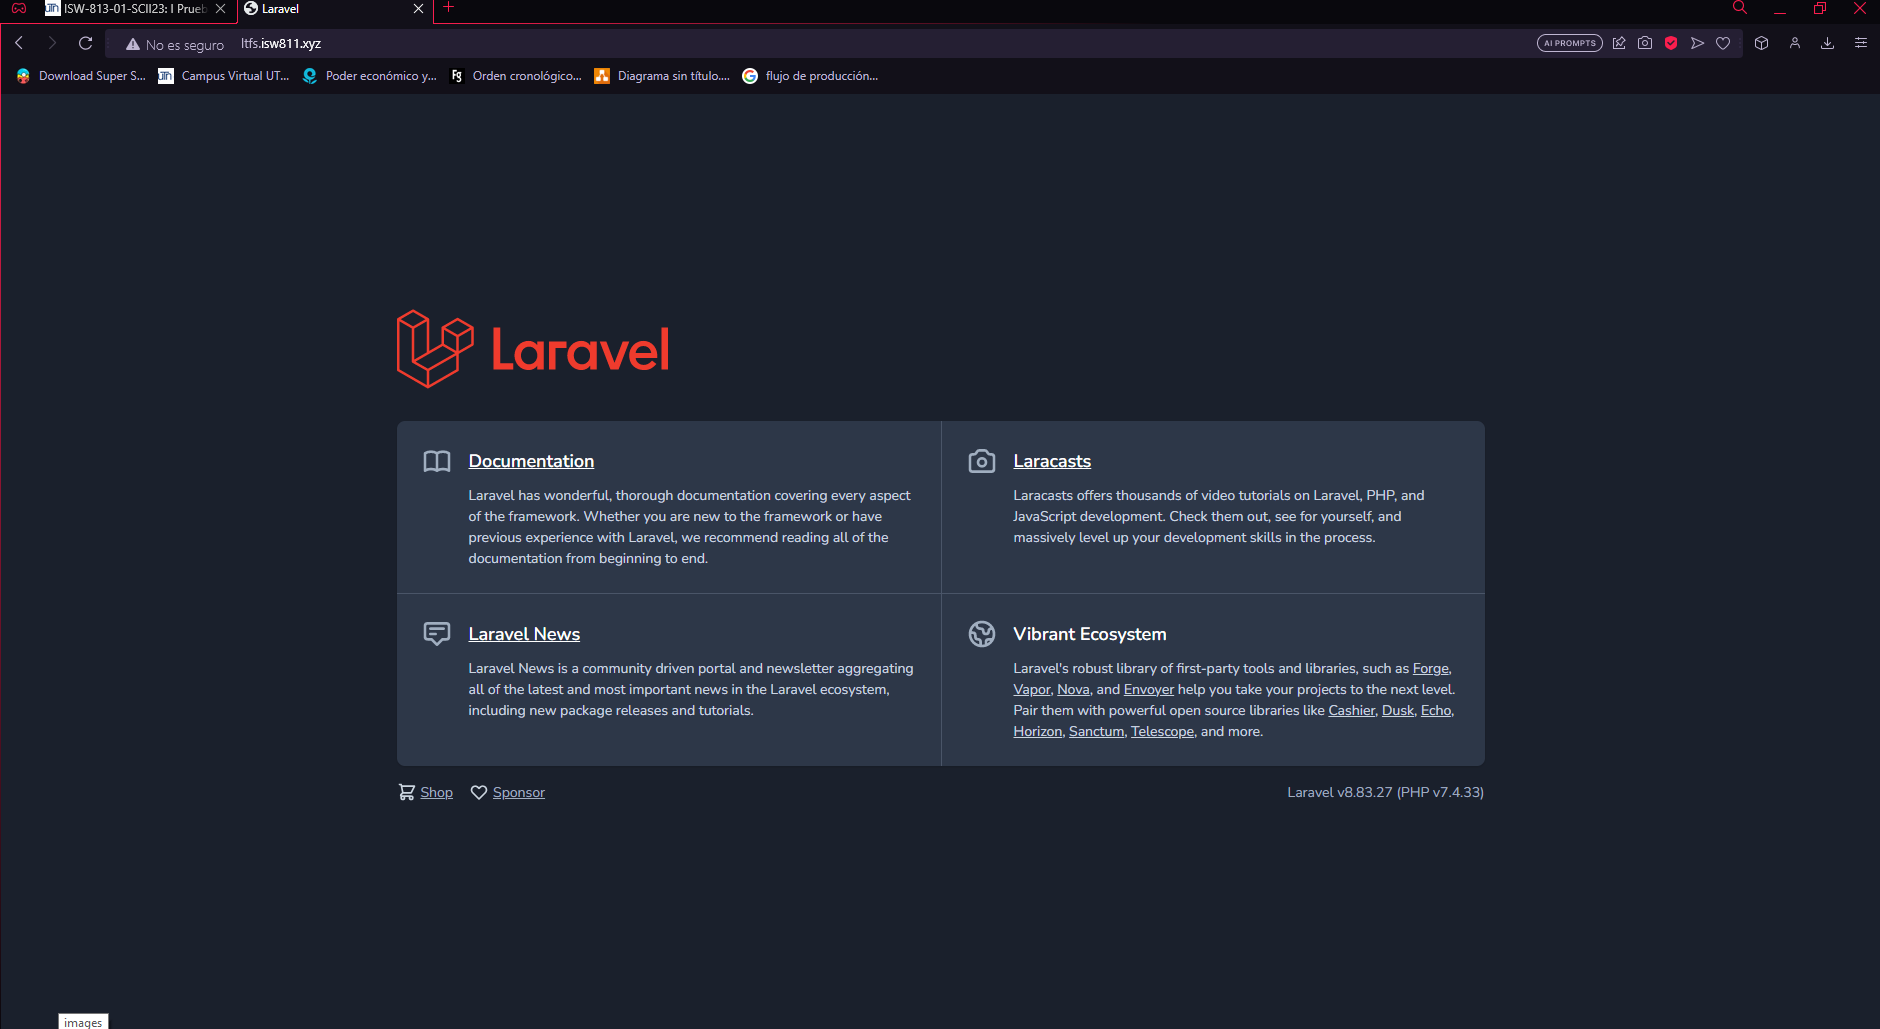 ISW-813-01-SCII23: I Prueb
Laravel
No es seguro ltfs.isw811.xyz
AI PROMPTS
Download Super S... Campus Virtual UT... Poder económico y... Orden cronológico... Diagrama sin título.... flujo de producción...
Laravel
Documentation
Laravel has wonderful, thorough documentation covering every aspect
of the framework. Whether you are new to the framework or have
previous experience with Laravel, we recommend reading all of the
documentation from beginning to end.
Laracasts
Laracasts offers thousands of video tutorials on Laravel, PHP, and
JavaScript development. Check them out, see for yourself, and
massively level up your development skills in the process.
Laravel News
Laravel News is a community driven portal and newsletter aggregating
all of the latest and most important news in the Laravel ecosystem,
including new package releases and tutorials.
Vibrant Ecosystem
Laravel's robust library of first-party tools and libraries, such as Forge,
Vapor, Nova, and Envoyer help you take your projects to the next level.
Pair them with powerful open source libraries like Cashier, Dusk, Echo,
Horizon, Sanctum, Telescope, and more.
Shop Sponsor
Laravel v8.83.27 (PHP v7.4.33)
images